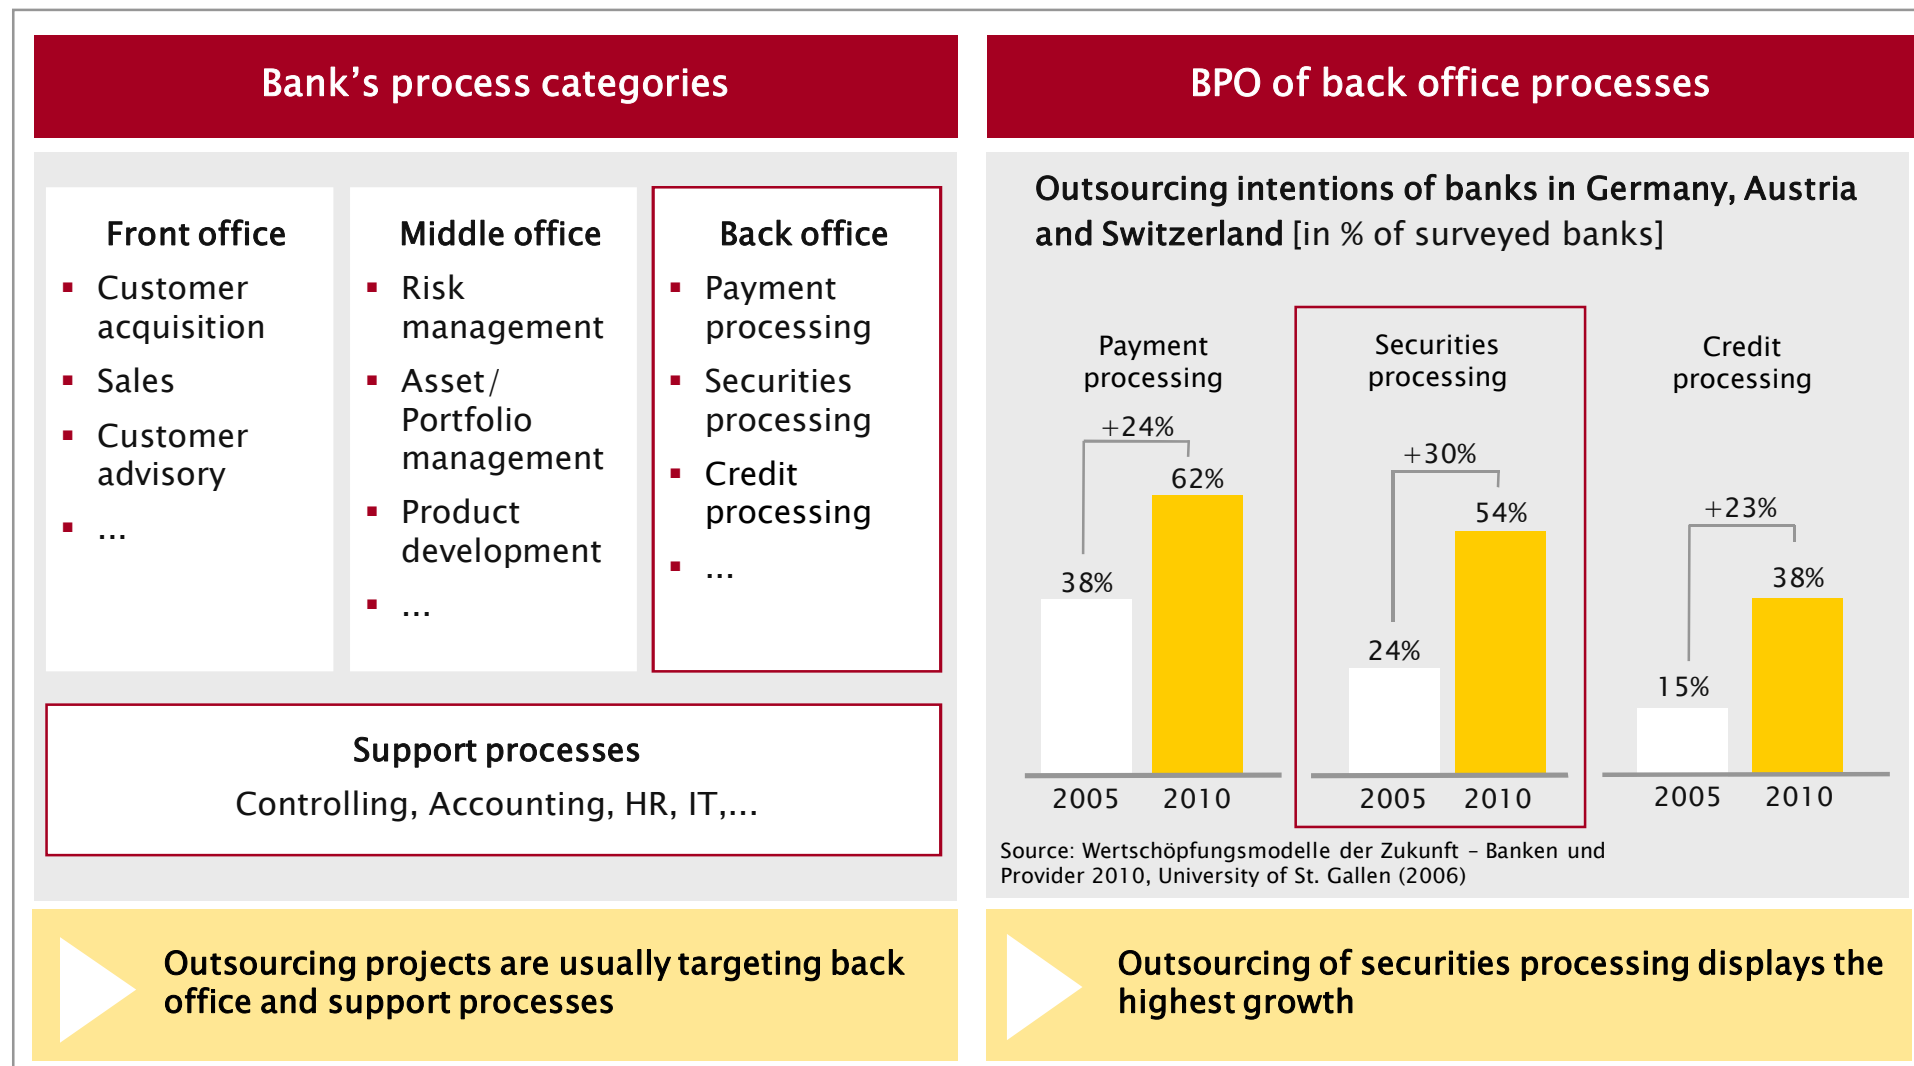 Bank’s process categories
Front office
▪ Customer
acquisition
▪ Sales
▪ Customer
advisory
▪ ...
Middle office
▪ Risk
management
▪ Asset/
Portfolio
management
▪ Product
development
▪ ...
Back office
▪ Payment
processing
▪ Securities
processing
▪ Credit
processing
▪ ...
Support processes
Controlling, Accounting, HR, IT,...
Outsourcing projects are usually targeting back
office and support processes
BPO of back office processes
Outsourcing intentions of banks in Germany, Austria
and Switzerland [in % of surveyed banks]
Payment
processing
+24%
38%
62%
2005 2010
Securities
processing
+30%
24%
54%
2005 2010
Credit
processing
+23%
15%
38%
2005 2010
Source: Wertschöpfungsmodelle der Zukunft – Banken und
Provider 2010, University of St. Gallen (2006)
Outsourcing of securities processing displays the
highest growth